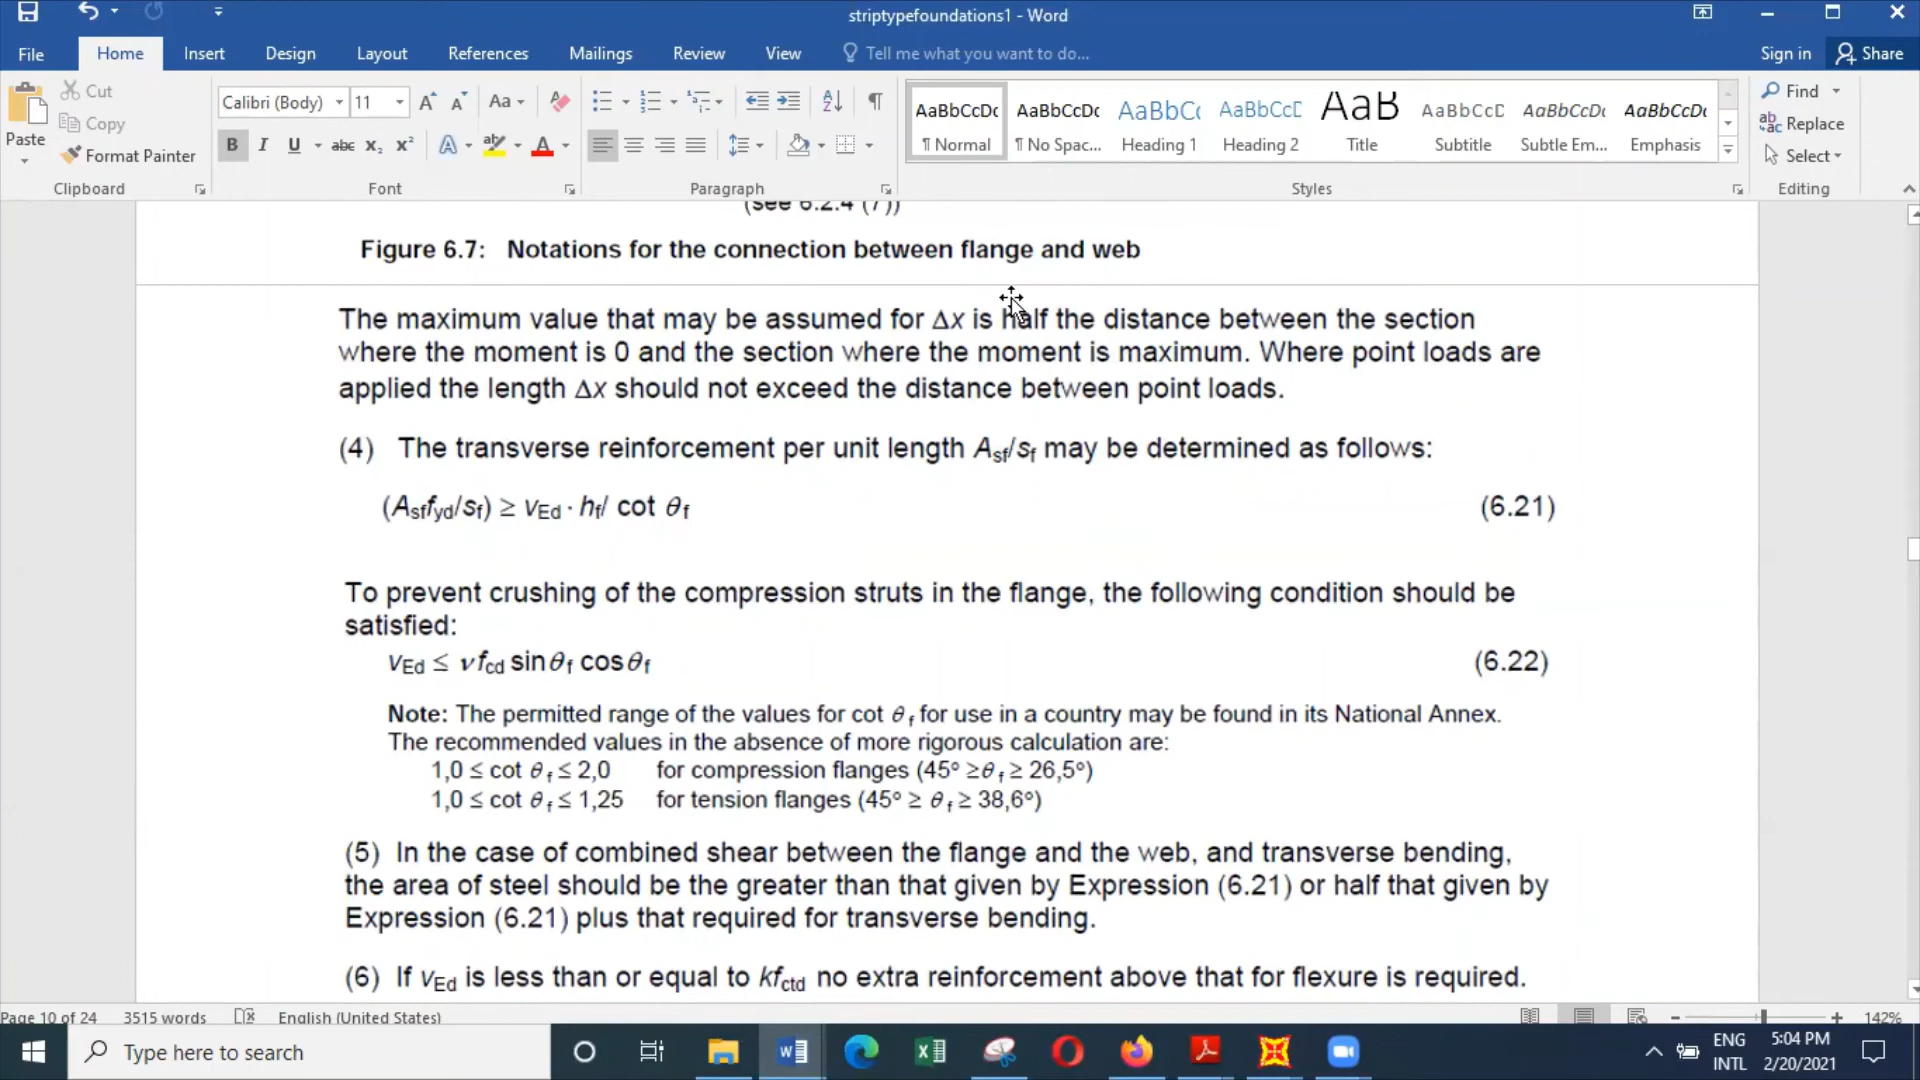 striptypefoundations1 - Word
File Home Insert Design Layout References Mailings Review View Tell me what you want to do... Sign in Share
Paste
Cut
Copy
Format Painter
Clipboard
Calibri (Body) 11
Font
Paragraph
AaBbCcDc AaBbCcDc AaBbCc AaBbCcD AaB AaBbCcD AaBbCcDc AaBbCcDc
¶ Normal ¶ No Spac... Heading 1 Heading 2 Title Subtitle Subtle Em... Emphasis
Styles
Find
Replace
Select
Editing
(see 6.2.4 (7))
Figure 6.7: Notations for the connection between flange and web
The maximum value that may be assumed for Δx is half the distance between the section
where the moment is 0 and the section where the moment is maximum. Where point loads are
applied the length Δx should not exceed the distance between point loads.
(4) The transverse reinforcement per unit length Asf/sf may be determined as follows:
(Asffyd/sf) ≥ vEd · hf/ cot θf (6.21)
To prevent crushing of the compression struts in the flange, the following condition should be
satisfied:
vEd ≤ νfcd sinθf cosθf (6.22)
Note: The permitted range of the values for cot θf for use in a country may be found in its National Annex.
The recommended values in the absence of more rigorous calculation are:
1,0 ≤ cot θf ≤ 2,0 for compression flanges (45° ≥θf ≥ 26,5°)
1,0 ≤ cot θf ≤ 1,25 for tension flanges (45° ≥ θf ≥ 38,6°)
(5) In the case of combined shear between the flange and the web, and transverse bending,
the area of steel should be the greater than that given by Expression (6.21) or half that given by
Expression (6.21) plus that required for transverse bending.
(6) If vEd is less than or equal to kfctd no extra reinforcement above that for flexure is required.
Page 10 of 24 3515 words English (United States) 142%
Type here to search
ENG
INTL
5:04 PM
2/20/2021